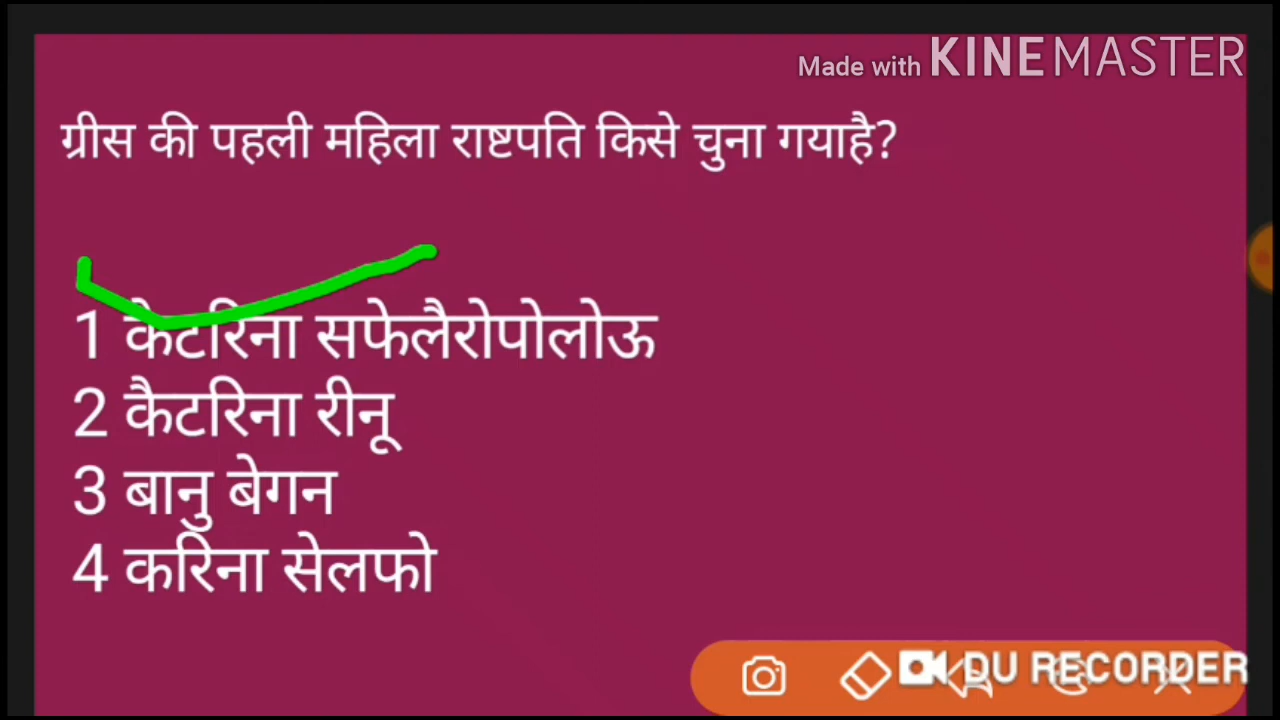 Made with KINEMASTER
ग्रीस की पहली महिला राष्टपति किसे चुना गयाहै?
1 कैटरिना सफेलैरोपोलोऊ
2 कैटरिना रीनू
3 बानु बेगन
4 करिना सेलफो
DU RECORDER